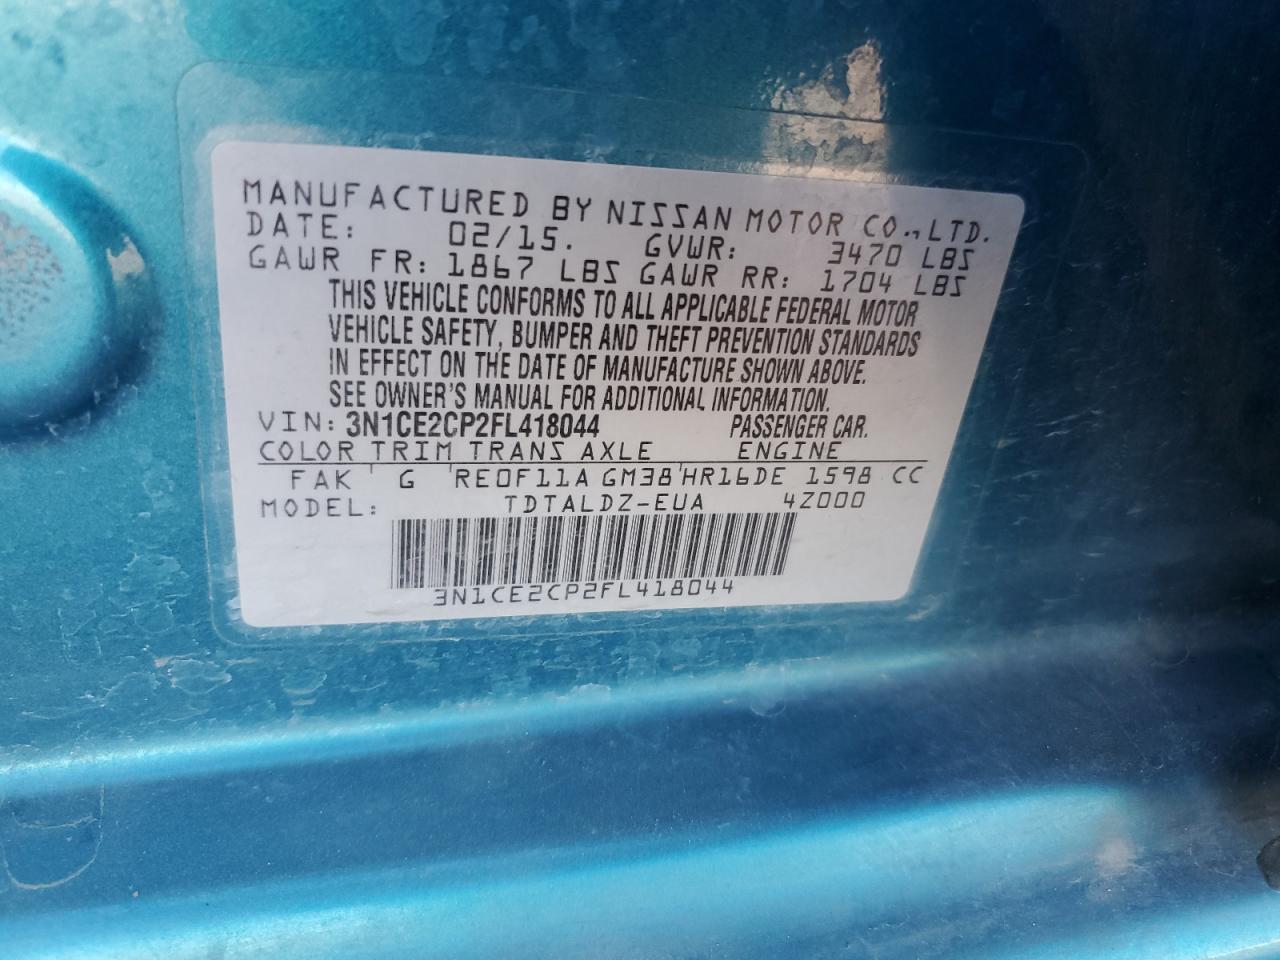 MANUFACTURED BY NISSAN MOTOR CO., LTD.
DATE: 02/15. GVWR: 3470 LBS
GAWR FR: 1867 LBS GAWR RR: 1704 LBS
THIS VEHICLE CONFORMS TO ALL APPLICABLE FEDERAL MOTOR
VEHICLE SAFETY, BUMPER AND THEFT PREVENTION STANDARDS
IN EFFECT ON THE DATE OF MANUFACTURE SHOWN ABOVE.
SEE OWNER'S MANUAL FOR ADDITIONAL INFORMATION.
VIN: 3N1CE2CP2FL418044 PASSENGER CAR.
COLOR TRIM TRANS AXLE ENGINE
FAK G RE0F11A GM38 HR16DE 1598 CC
MODEL: TDTALDZ-EUA 4Z000
3N1CE2CP2FL418044